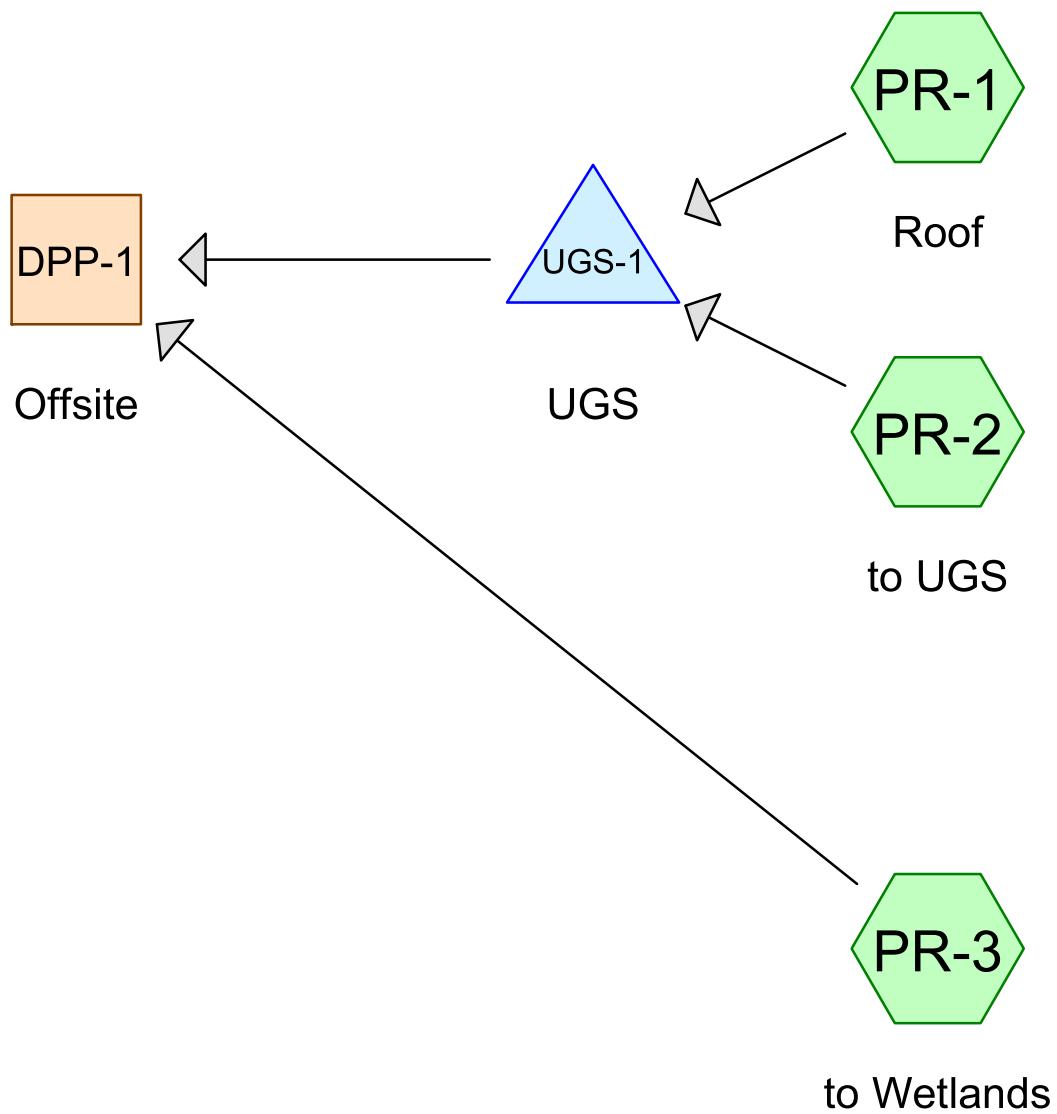 PR-1
Roof
DPP-1
Offsite
UGS-1
UGS
PR-2
to UGS
PR-3
to Wetlands